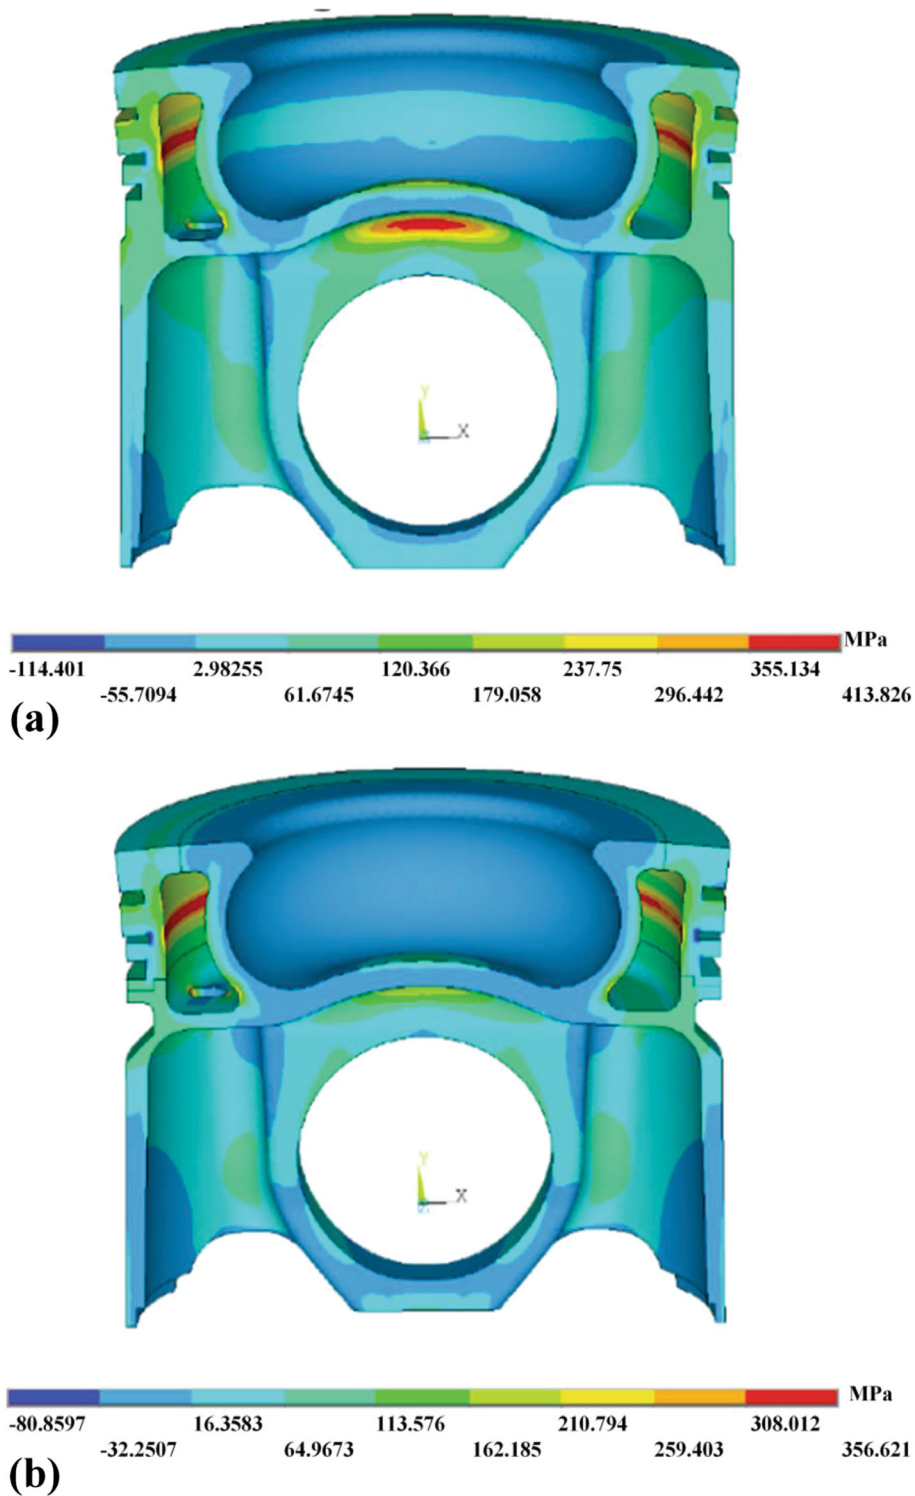 Y
X
MPa
-114.401 2.98255 120.366 237.75 355.134
-55.7094 61.6745 179.058 296.442 413.826
(a)
Y
X
MPa
-80.8597 16.3583 113.576 210.794 308.012
-32.2507 64.9673 162.185 259.403 356.621
(b)